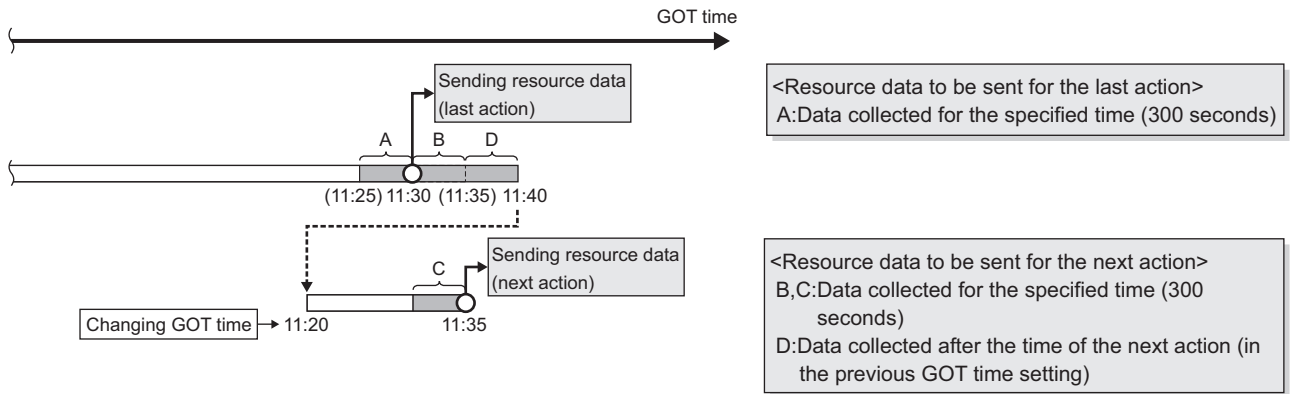 GOT time
Sending resource data
(last action)
<Resource data to be sent for the last action>
A:Data collected for the specified time (300 seconds)
A B D
(11:25) 11:30 (11:35) 11:40
Sending resource data
(next action)
C
Changing GOT time 11:20 11:35
<Resource data to be sent for the next action>
B,C:Data collected for the specified time (300
seconds)
D:Data collected after the time of the next action (in
the previous GOT time setting)